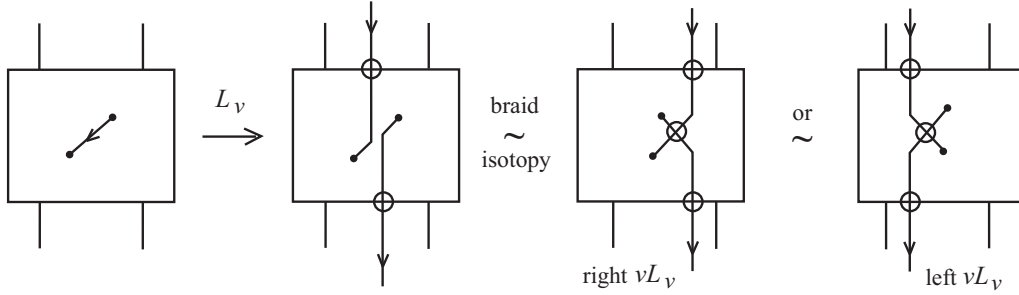 L_v
braid
~
isotopy
or
~
right vL_v
left vL_v